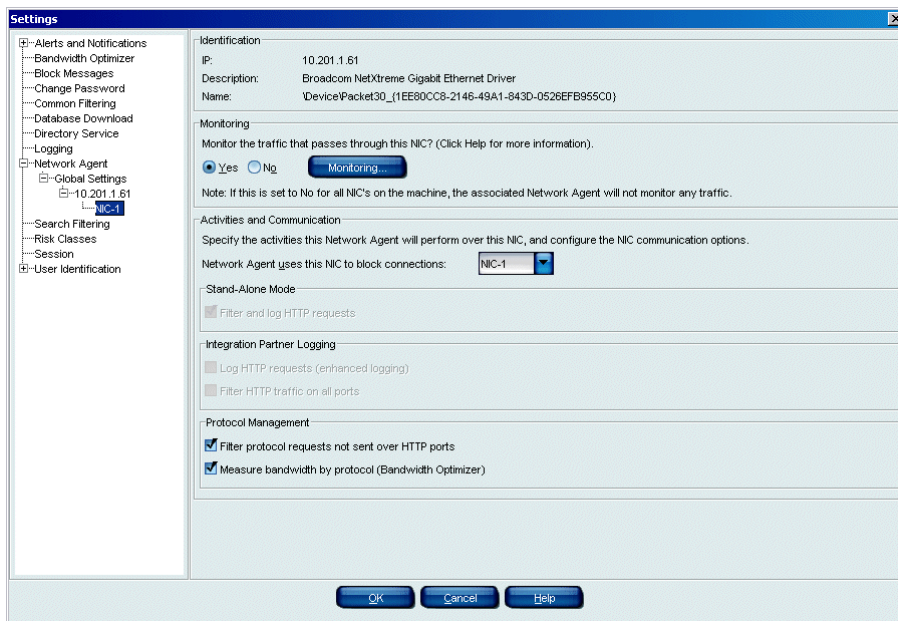 Settings
Alerts and Notifications
Bandwidth Optimizer
Block Messages
Change Password
Common Filtering
Database Download
Directory Service
Logging
Network Agent
Global Settings
10.201.1.61
NIC-1
Search Filtering
Risk Classes
Session
User Identification
Identification
IP: 10.201.1.61
Description: Broadcom NetXtreme Gigabit Ethernet Driver
Name: \Device\Packet30_{1EE80CC8-2146-49A1-843D-0526EFB955C0}
Monitoring
Monitor the traffic that passes through this NIC? (Click Help for more information).
Yes No Monitoring...
Note: If this is set to No for all NIC's on the machine, the associated Network Agent will not monitor any traffic.
Activities and Communication
Specify the activities this Network Agent will perform over this NIC, and configure the NIC communication options.
Network Agent uses this NIC to block connections: NIC-1
Stand-Alone Mode
Filter and log HTTP requests
Integration Partner Logging
Log HTTP requests (enhanced logging)
Filter HTTP traffic on all ports
Protocol Management
Filter protocol requests not sent over HTTP ports
Measure bandwidth by protocol (Bandwidth Optimizer)
OK Cancel Help